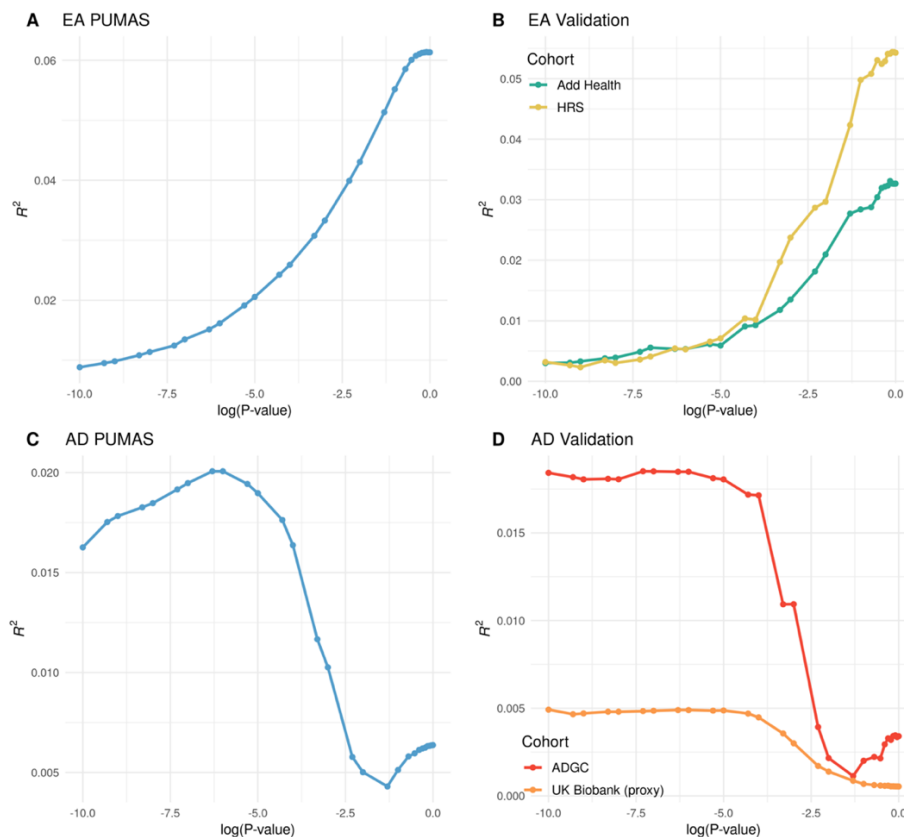 A EA PUMAS
0.06
0.04
0.02
R²
-10.0 -7.5 -5.0 -2.5 0.0
log(P-value)
B EA Validation
Cohort
Add Health
HRS
0.05
0.04
0.03
0.02
0.01
0.00
R²
-10.0 -7.5 -5.0 -2.5 0.0
log(P-value)
C AD PUMAS
0.020
0.015
0.010
0.005
R²
-10.0 -7.5 -5.0 -2.5 0.0
log(P-value)
D AD Validation
0.015
0.010
0.005
0.000
R²
Cohort
ADGC
UK Biobank (proxy)
-10.0 -7.5 -5.0 -2.5 0.0
log(P-value)